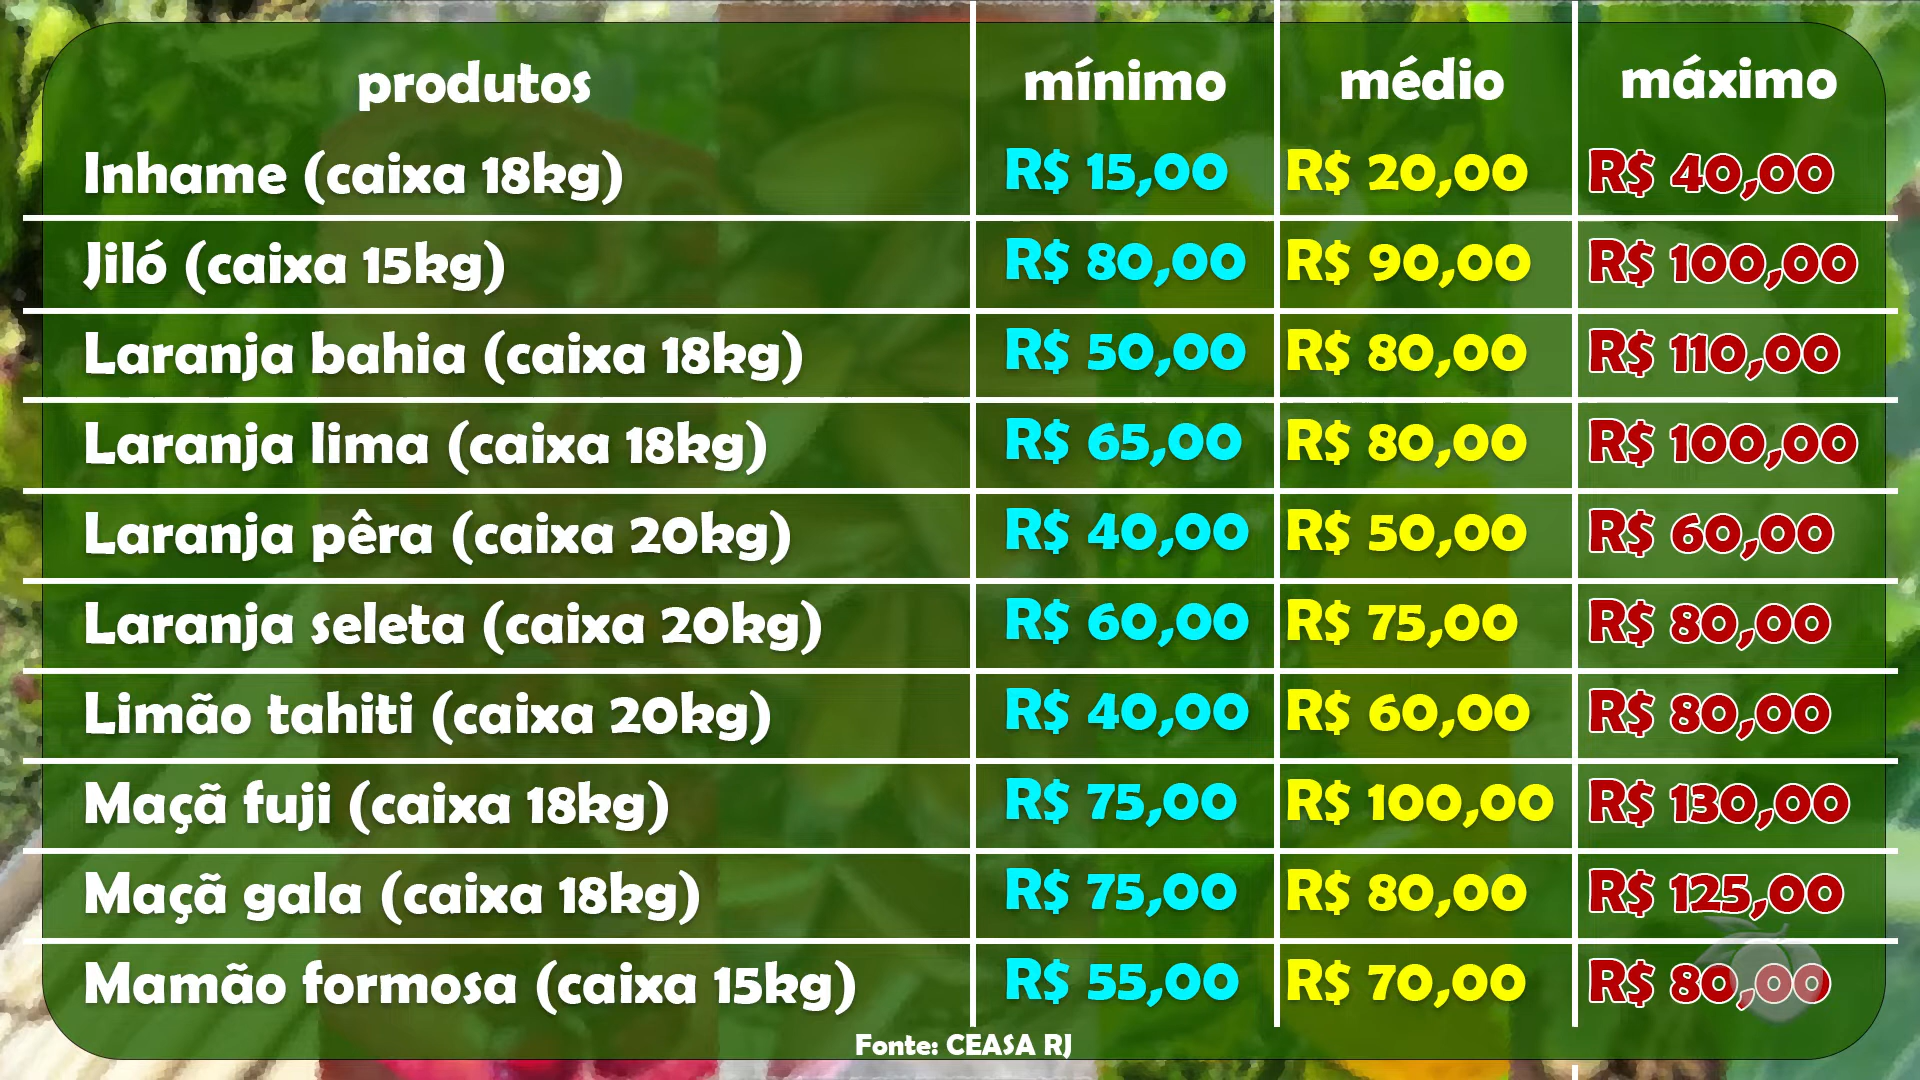 produtos mínimo médio máximo
Inhame (caixa 18kg) R$ 15,00 R$ 20,00 R$ 40,00
Jiló (caixa 15kg) R$ 80,00 R$ 90,00 R$ 100,00
Laranja bahia (caixa 18kg) R$ 50,00 R$ 80,00 R$ 110,00
Laranja lima (caixa 18kg) R$ 65,00 R$ 80,00 R$ 100,00
Laranja pêra (caixa 20kg) R$ 40,00 R$ 50,00 R$ 60,00
Laranja seleta (caixa 20kg) R$ 60,00 R$ 75,00 R$ 80,00
Limão tahiti (caixa 20kg) R$ 40,00 R$ 60,00 R$ 80,00
Maçã fuji (caixa 18kg) R$ 75,00 R$ 100,00 R$ 130,00
Maçã gala (caixa 18kg) R$ 75,00 R$ 80,00 R$ 125,00
Mamão formosa (caixa 15kg) R$ 55,00 R$ 70,00 R$ 80,00
Fonte: CEASA RJ